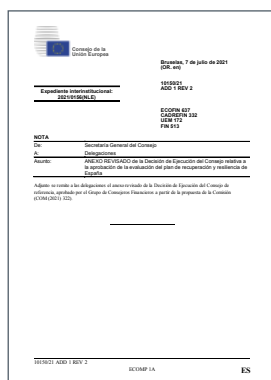 Consejo de la
Unión Europea
Bruselas, 7 de julio de 2021
(OR. en)
10150/21
ADD 1 REV 2
Expediente interinstitucional:
2021/0156(NLE)
ECOFIN 637
CADREFIN 332
UEM 172
FIN 513
NOTA
De: Secretaría General del Consejo
A: Delegaciones
Asunto: ANEXO REVISADO de la Decisión de Ejecución del Consejo relativa a
la aprobación de la evaluación del plan de recuperación y resiliencia de
España
Adjunto se remite a las delegaciones el anexo revisado de la Decisión de Ejecución del Consejo de
referencia, aprobado por el Grupo de Consejeros Financieros a partir de la propuesta de la Comisión
(COM(2021) 322).
10150/21 ADD 1 REV 2
ECOMP 1A
ES